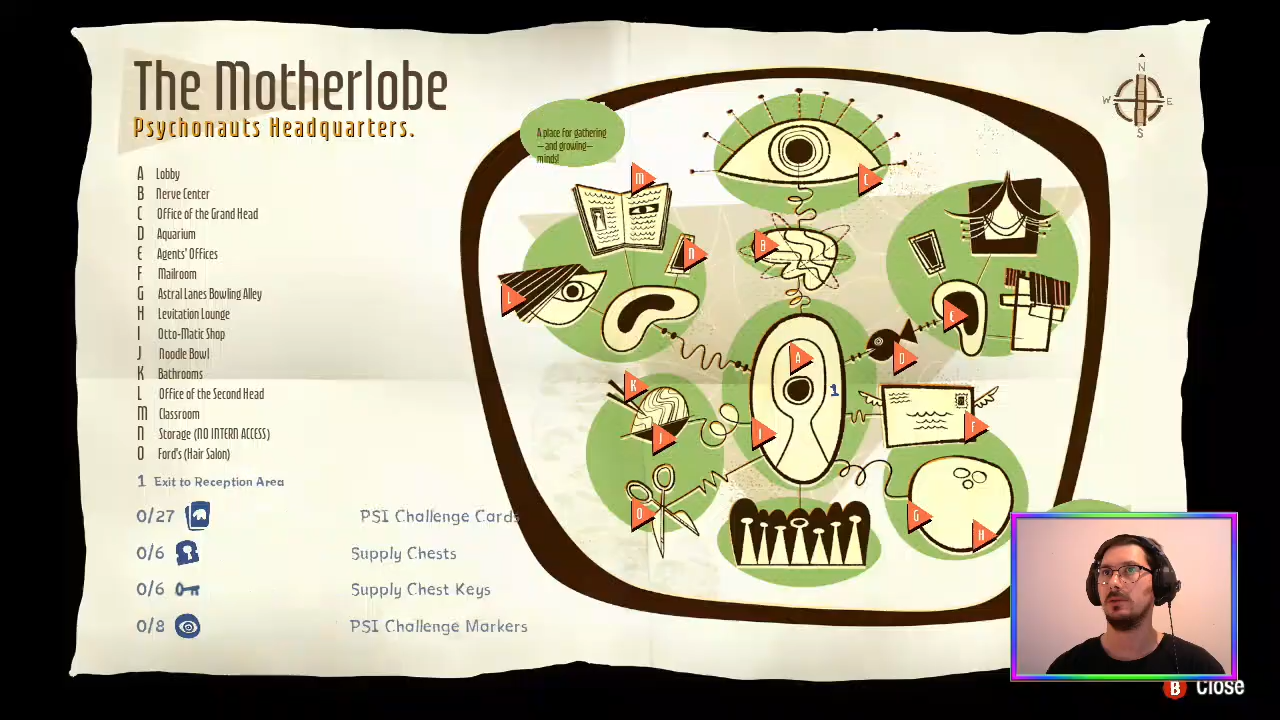 The Motherlobe
Psychonauts Headquarters.
A Lobby
B Nerve Center
C Office of the Grand Head
D Aquarium
E Agents' Offices
F Mailroom
G Astral Lanes Bowling Alley
H Levitation Lounge
I Otto-Matic Shop
J Noodle Bowl
K Bathrooms
L Office of the Second Head
M Classroom
N Storage (NO INTERN ACCESS)
O Ford's (Hair Salon)
1 Exit to Reception Area
0/27 PSI Challenge Cards
0/6 Supply Chests
0/6 Supply Chest Keys
0/8 PSI Challenge Markers
A place for gathering
—and growing—
minds!
N
W E
S
M
C
B
N
L
E
A
D
1
K
J
I
F
O
G
H
B Close